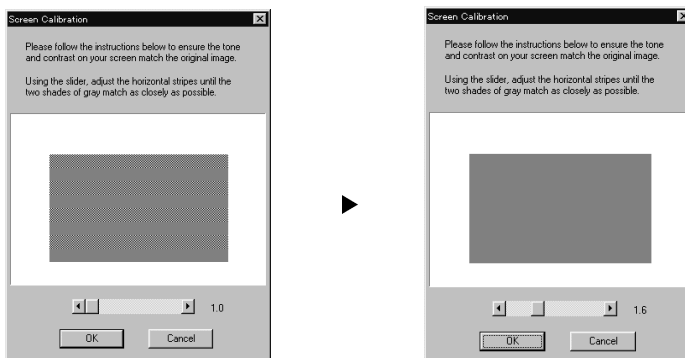 Screen Calibration
Please follow the instructions below to ensure the tone
and contrast on your screen match the original image.
Using the slider, adjust the horizontal stripes until the
two shades of gray match as closely as possible.
1.0
OK
Cancel
Screen Calibration
Please follow the instructions below to ensure the tone
and contrast on your screen match the original image.
Using the slider, adjust the horizontal stripes until the
two shades of gray match as closely as possible.
1.6
OK
Cancel